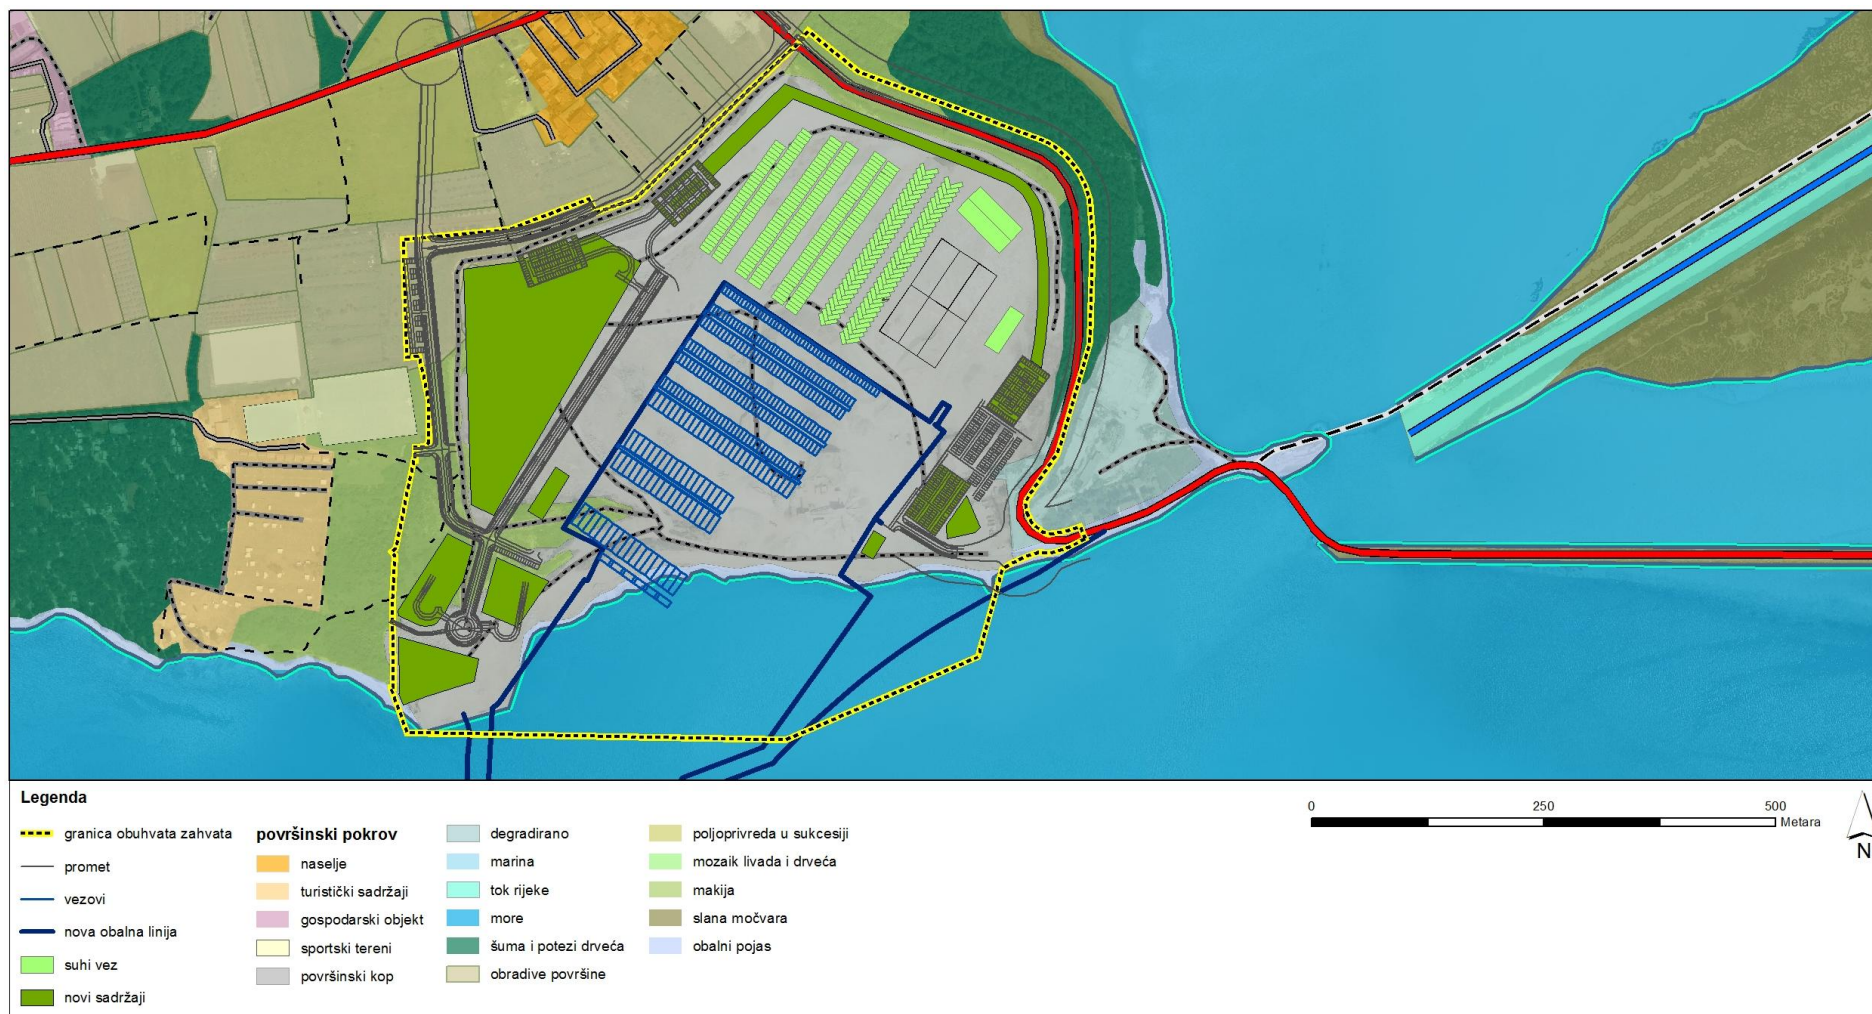 Legenda
granica obuhvata zahvata
promet
vezovi
nova obalna linija
suhi vez
novi sadržaji
površinski pokrov
naselje
turistički sadržaji
gospodarski objekt
sportski tereni
površinski kop
degradirano
marina
tok rijeke
more
šuma i potezi drveća
obradive površine
poljoprivreda u sukcesiji
mozaik livada i drveća
makija
slana močvara
obalni pojas
0 250 500
Metara
N